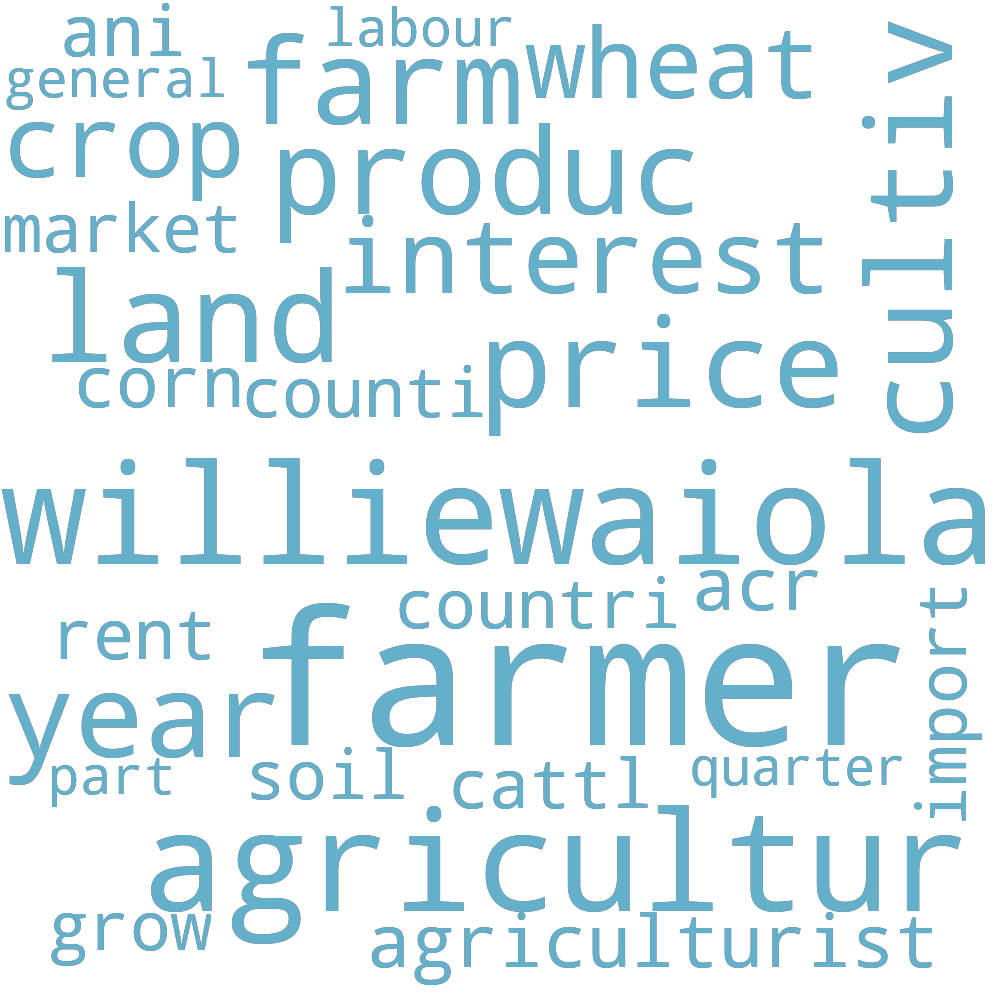 ani
labour
general
farm
wheat
crop
produc
cultiv
market
interest
land
price
corn
counti
williewaiola
acr
countri
rent
farmer
import
year
part
soil
cattl
quarter
agricultur
grow
agriculturist